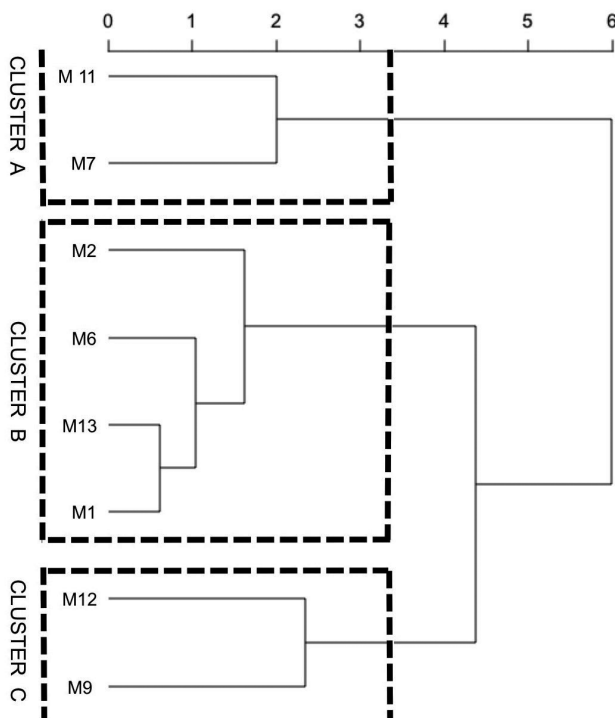 0 1 2 3 4 5 6
CLUSTER A
M 11
M7
CLUSTER B
M2
M6
M13
M1
CLUSTER C
M12
M9